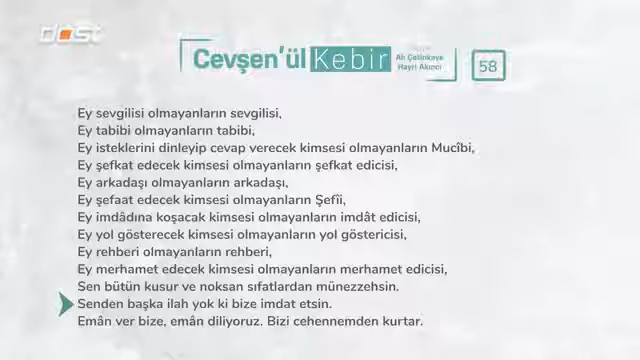 dost
Cevşen'ül Kebir
Ali Çetinkaya
Hayri Akıncı
58
Ey sevgilisi olmayanların sevgilisi,
Ey tabibi olmayanların tabibi,
Ey isteklerini dinleyip cevap verecek kimsesi olmayanların Mucîbi,
Ey şefkat edecek kimsesi olmayanların şefkat edicisi,
Ey arkadaşı olmayanların arkadaşı,
Ey şefaat edecek kimsesi olmayanların Şefîi,
Ey imdâdına koşacak kimsesi olmayanların imdât edicisi,
Ey yol gösterecek kimsesi olmayanların yol göstericisi,
Ey rehberi olmayanların rehberi,
Ey merhamet edecek kimsesi olmayanların merhamet edicisi,
Sen bütün kusur ve noksan sıfatlardan münezzehsin.
Senden başka ilah yok ki bize imdat etsin.
Emân ver bize, emân diliyoruz. Bizi cehennemden kurtar.